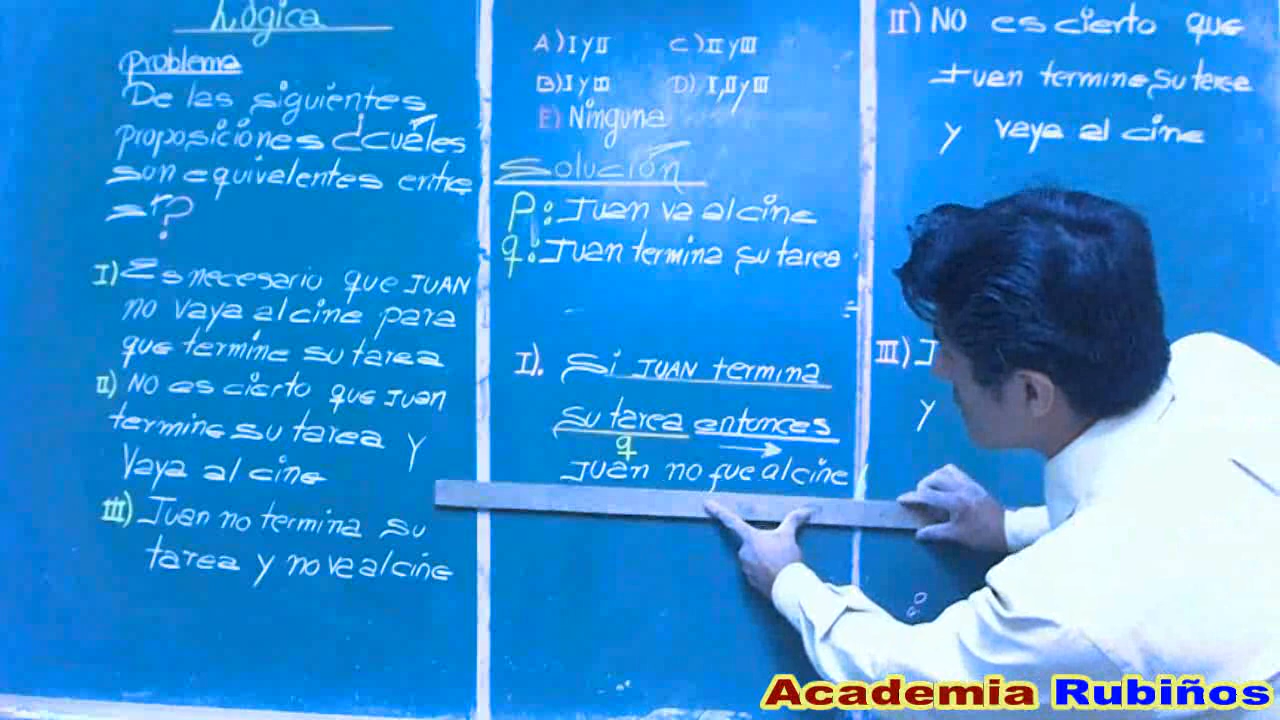 Lógica
Problema
De las siguientes
proposiciones ¿cuáles
son equivalentes entre
sí?
I) Es necesario que JUAN
no vaya al cine para
que termine su tarea
II) NO es cierto que Juan
termine su tarea y
Vaya al cine
III) Juan no termina su
tarea y no ve al cine
A) I y II C) II y III
B) I y III D) I, II y III
E) Ninguna
Solución
p: Juan va al cine
q: Juan termina su tarea
I). Si JUAN termina
su tarea entonces
q →
Juan no fue al cine
II) NO es cierto que
Juan termine su tarea
y vaya al cine
III) J
y
Academia Rubiños